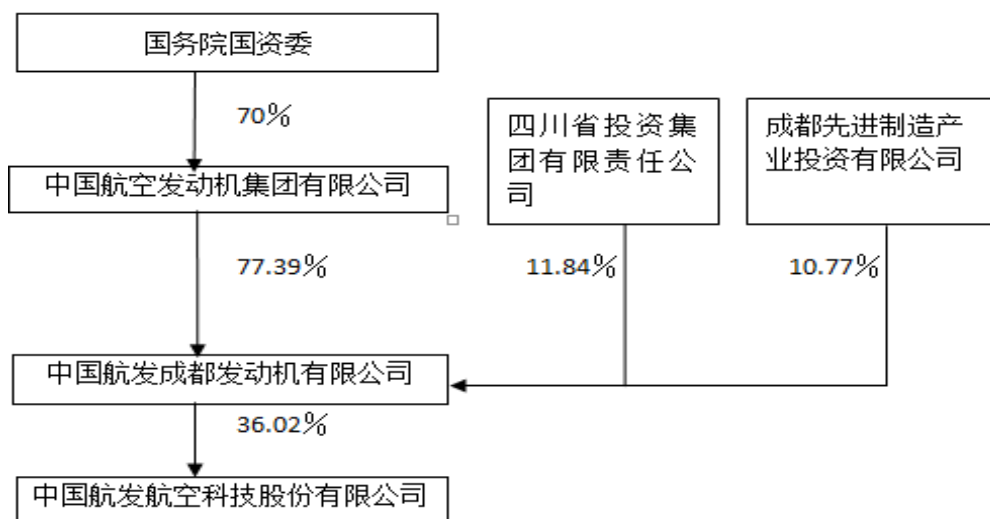 国务院国资委
70%
四川省投资集
团有限责任公
司
成都先进制造产
业投资有限公司
中国航空发动机集团有限公司
77.39%
11.84%
10.77%
中国航发成都发动机有限公司
36.02%
中国航发航空科技股份有限公司